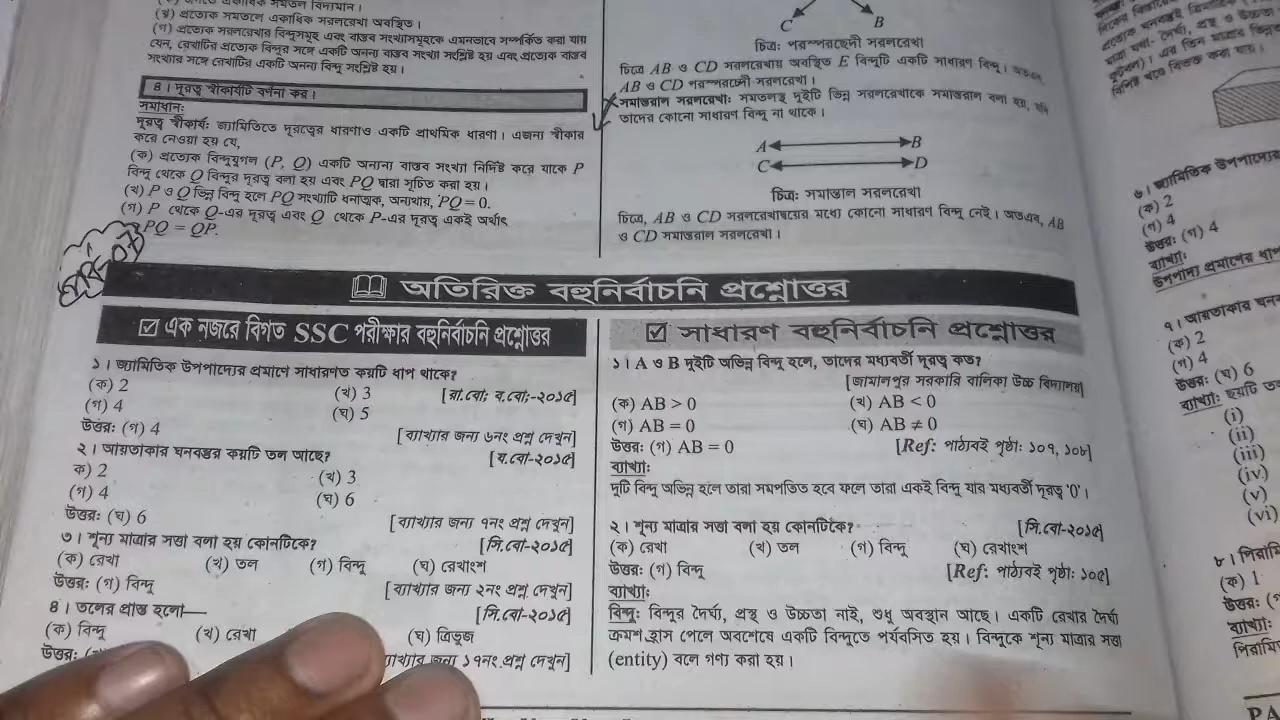 (খ) প্রত্যেক সমতলে একাধিক সরলরেখা অবস্থিত।
(গ) প্রত্যেক সরলরেখার বিন্দুসমূহ এবং বাস্তব সংখ্যাসমূহকে এমনভাবে সম্পর্কিত করা যায়
যেন, রেখাটির প্রত্যেক বিন্দুর সঙ্গে একটি অনন্য বাস্তব সংখ্যা সংশ্লিষ্ট হয় এবং প্রত্যেক বাস্তব
সংখ্যার সঙ্গে রেখাটির একটি অনন্য বিন্দু সংশ্লিষ্ট হয়।
৪। দূরত্ব স্বীকার্যটি বর্ণনা কর।
সমাধান:
দূরত্ব স্বীকার্য: জ্যামিতিতে দূরত্বের ধারণাও একটি প্রাথমিক ধারণা। এজন্য স্বীকার
করে নেওয়া হয় যে,
(ক) প্রত্যেক বিন্দুযুগল (P, Q) একটি অনন্য বাস্তব সংখ্যা নির্দিষ্ট করে যাকে P
বিন্দু থেকে Q বিন্দুর দূরত্ব বলা হয় এবং PQ দ্বারা সূচিত করা হয়।
(খ) P ও Q ভিন্ন বিন্দু হলে PQ সংখ্যাটি ধনাত্মক, অন্যথায়, PQ = 0.
(গ) P থেকে Q-এর দূরত্ব এবং Q থেকে P-এর দূরত্ব একই অর্থাৎ
PQ = QP.
C B
চিত্র: পরস্পরছেদী সরলরেখা
চিত্রে AB ও CD সরলরেখায় অবস্থিত E বিন্দুটি একটি সাধারণ বিন্দু।
AB ও CD পরস্পরছেদী সরলরেখা।
সমান্তরাল সরলরেখা: সমতলস্থ দুইটি ভিন্ন সরলরেখাকে সমান্তরাল বলা হয়, যদি
তাদের কোনো সাধারণ বিন্দু না থাকে।
A B
C D
চিত্র: সমান্তাল সরলরেখা
চিত্রে, AB ও CD সরলরেখাদ্বয়ের মধ্যে কোনো সাধারণ বিন্দু নেই। অতএব, AB
ও CD সমান্তরাল সরলরেখা।
অতিরিক্ত বহুনির্বাচনি প্রশ্নোত্তর
এক নজরে বিগত SSC পরীক্ষার বহুনির্বাচনি প্রশ্নোত্তর
১। জ্যামিতিক উপপাদ্যের প্রমাণে সাধারণত কয়টি ধাপ থাকে?
(ক) 2 (খ) 3 [রা.বো; ব.বো:-২০১৫]
(গ) 4 (ঘ) 5
উত্তর: (গ) 4 [ব্যাখ্যার জন্য ৬নং প্রশ্ন দেখুন]
২। আয়তাকার ঘনবস্তুর কয়টি তল আছে? [য.বো-২০১৫]
ক) 2 (খ) 3
(গ) 4 (ঘ) 6
উত্তর: (ঘ) 6 [ব্যাখ্যার জন্য ৭নং প্রশ্ন দেখুন]
৩। শূন্য মাত্রার সত্তা বলা হয় কোনটিকে? [সি.বো-২০১৫]
(ক) রেখা (খ) তল (গ) বিন্দু (ঘ) রেখাংশ
উত্তর: (গ) বিন্দু [ব্যাখ্যার জন্য ২নং প্রশ্ন দেখুন]
৪। তলের প্রান্ত হলো— [সি.বো-২০১৫]
(ক) বিন্দু (খ) রেখা (ঘ) ত্রিভুজ
উত্তর: ব্যাখ্যার জন্য ১৭নং প্রশ্ন দেখুন]
সাধারণ বহুনির্বাচনি প্রশ্নোত্তর
১। A ও B দুইটি অভিন্ন বিন্দু হলে, তাদের মধ্যবর্তী দূরত্ব কত?
[জামালপুর সরকারি বালিকা উচ্চ বিদ্যালয়]
(ক) AB > 0 (খ) AB < 0
(গ) AB = 0 (ঘ) AB ≠ 0
উত্তর: (গ) AB = 0 [Ref: পাঠ্যবই পৃষ্ঠা: ১০৭, ১০৮]
ব্যাখ্যা:
দুটি বিন্দু অভিন্ন হলে তারা সমপতিত হবে ফলে তারা একই বিন্দু যার মধ্যবর্তী দূরত্ব '0'।
২। শূন্য মাত্রার সত্তা বলা হয় কোনটিকে? [সি.বো-২০১৫]
(ক) রেখা (খ) তল (গ) বিন্দু (ঘ) রেখাংশ
উত্তর: (গ) বিন্দু [Ref: পাঠ্যবই পৃষ্ঠা: ১০৫]
ব্যাখ্যা:
বিন্দু: বিন্দুর দৈর্ঘ্য, প্রস্থ ও উচ্চতা নাই, শুধু অবস্থান আছে। একটি রেখার দৈর্ঘ্য
ক্রমশ হ্রাস পেলে অবশেষে একটি বিন্দুতে পর্যবসিত হয়। বিন্দুকে শূন্য মাত্রার সত্তা
(entity) বলে গণ্য করা হয়।
৬। জ্যামিতিক উপপাদ্যের
(ক) 2
(গ) 4
উত্তর: (গ) 4
ব্যাখ্যা:
উপপাদ্য প্রমাণের ধাপ
৭। আয়তাকার ঘন
(ক) 2
(গ) 4
উত্তর: (ঘ) 6
ব্যাখ্যা: ছয়টি
(i)
(ii)
(iii)
(iv)
(v)
(vi)
৮। পিরামি
(ক) 1
উত্তর:
ব্যাখ্যা:
পিরামি